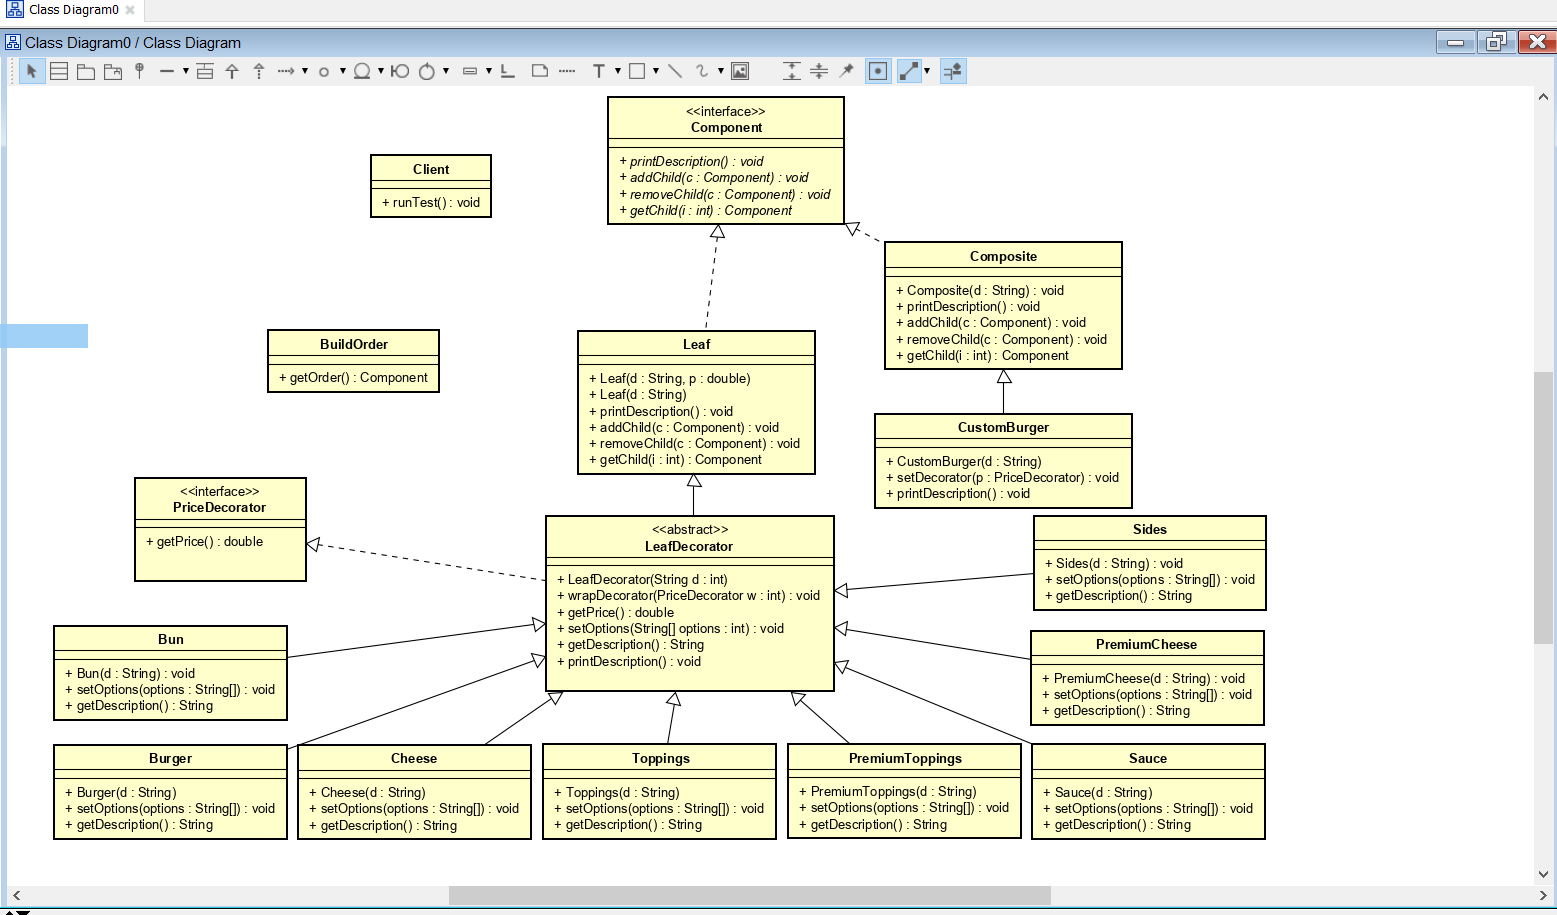 Class Diagram0
Class Diagram0 / Class Diagram
<<interface>>
Component
+ printDescription() : void
+ addChild(c : Component) : void
+ removeChild(c : Component) : void
+ getChild(i : int) : Component
Client
+ runTest() : void
Composite
+ Composite(d : String) : void
+ printDescription() : void
+ addChild(c : Component) : void
+ removeChild(c : Component) : void
+ getChild(i : int) : Component
BuildOrder
+ getOrder() : Component
Leaf
+ Leaf(d : String, p : double)
+ Leaf(d : String)
+ printDescription() : void
+ addChild(c : Component) : void
+ removeChild(c : Component) : void
+ getChild(i : int) : Component
CustomBurger
+ CustomBurger(d : String)
+ setDecorator(p : PriceDecorator) : void
+ printDescription() : void
<<interface>>
PriceDecorator
+ getPrice() : double
<<abstract>>
LeafDecorator
+ LeafDecorator(String d : int)
+ wrapDecorator(PriceDecorator w : int) : void
+ getPrice() : double
+ setOptions(String[] options : int) : void
+ getDescription() : String
+ printDescription() : void
Sides
+ Sides(d : String) : void
+ setOptions(options : String[]) : void
+ getDescription() : String
Bun
+ Bun(d : String) : void
+ setOptions(options : String[]) : void
+ getDescription() : String
PremiumCheese
+ PremiumCheese(d : String) : void
+ setOptions(options : String[]) : void
+ getDescription() : String
Burger
+ Burger(d : String)
+ setOptions(options : String[]) : void
+ getDescription() : String
Cheese
+ Cheese(d : String)
+ setOptions(options : String[]) : void
+ getDescription() : String
Toppings
+ Toppings(d : String)
+ setOptions(options : String[]) : void
+ getDescription() : String
PremiumToppings
+ PremiumToppings(d : String)
+ setOptions(options : String[]) : void
+ getDescription() : String
Sauce
+ Sauce(d : String)
+ setOptions(options : String[]) : void
+ getDescription() : String